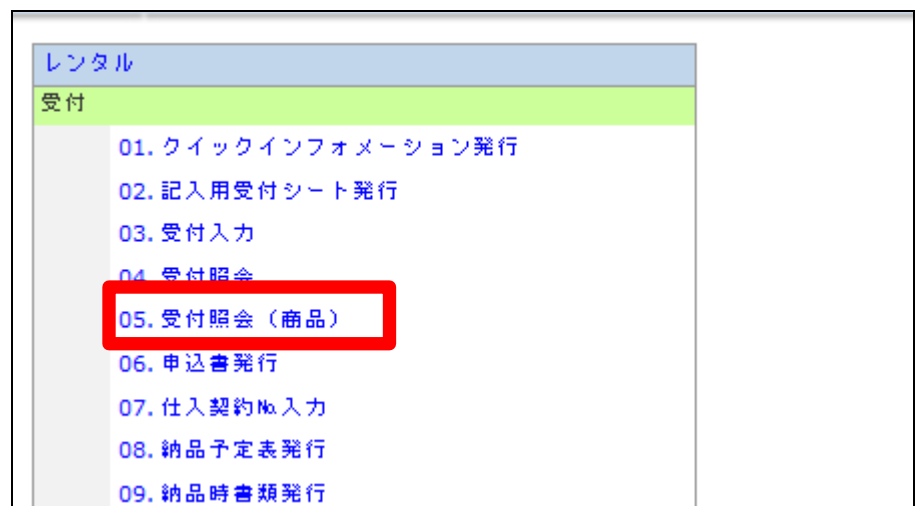 レンタル
受付
01.クイックインフォメーション発行
02.記入用受付シート発行
03.受付入力
04.受付照会
05.受付照会（商品）
06.申込書発行
07.仕入契約№入力
08.納品予定表発行
09.納品時書類発行